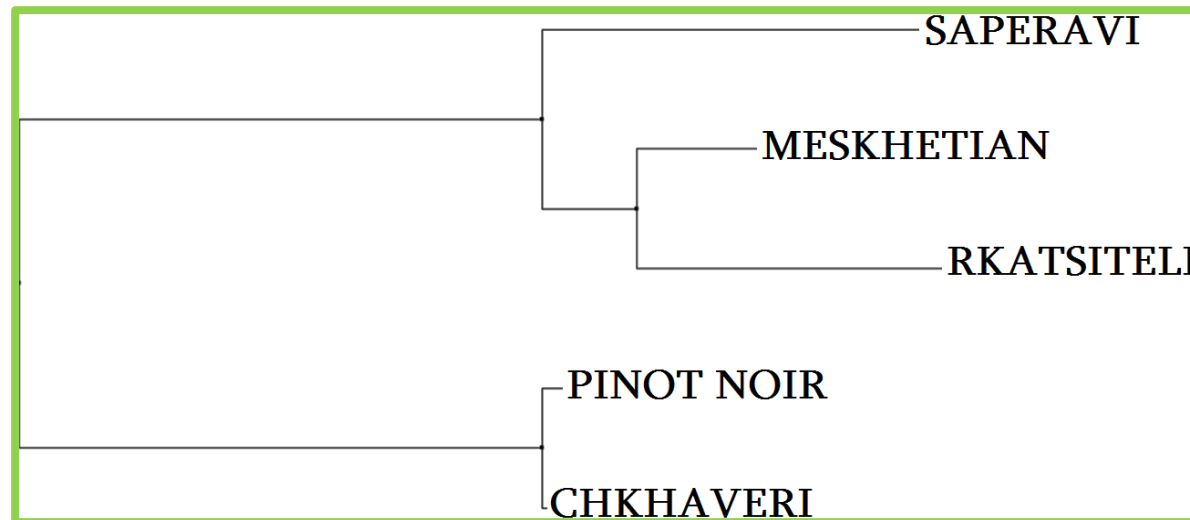 SAPERAVI
MESKHETIAN
RKATSITELI
PINOT NOIR
CHKHAVERI